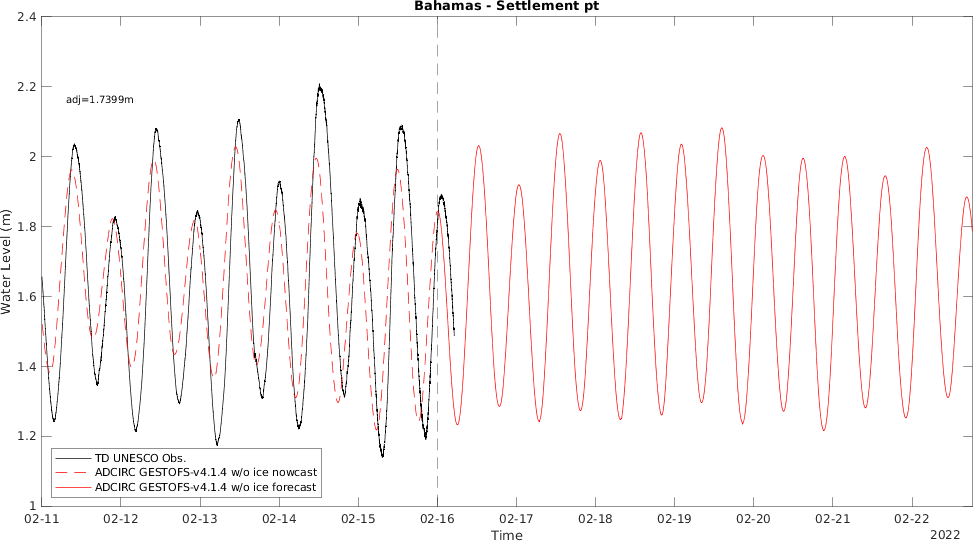 Bahamas - Settlement pt
2.4
2.2
2
1.8
1.6
1.4
1.2
1
Water Level (m)
adj=1.7399m
TD UNESCO Obs.
ADCIRC GESTOFS-v4.1.4 w/o ice nowcast
ADCIRC GESTOFS-v4.1.4 w/o ice forecast
02-11 02-12 02-13 02-14 02-15 02-16 02-17 02-18 02-19 02-20 02-21 02-22
Time
2022